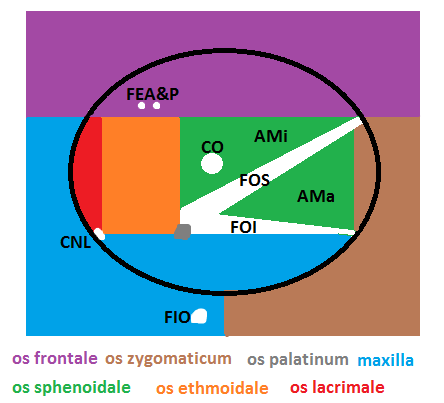 FEA&P
CO
AMi
FOS
AMa
FOI
CNL
FIO
os frontale os zygomaticum os palatinum maxilla
os sphenoidale os ethmoidale os lacrimale